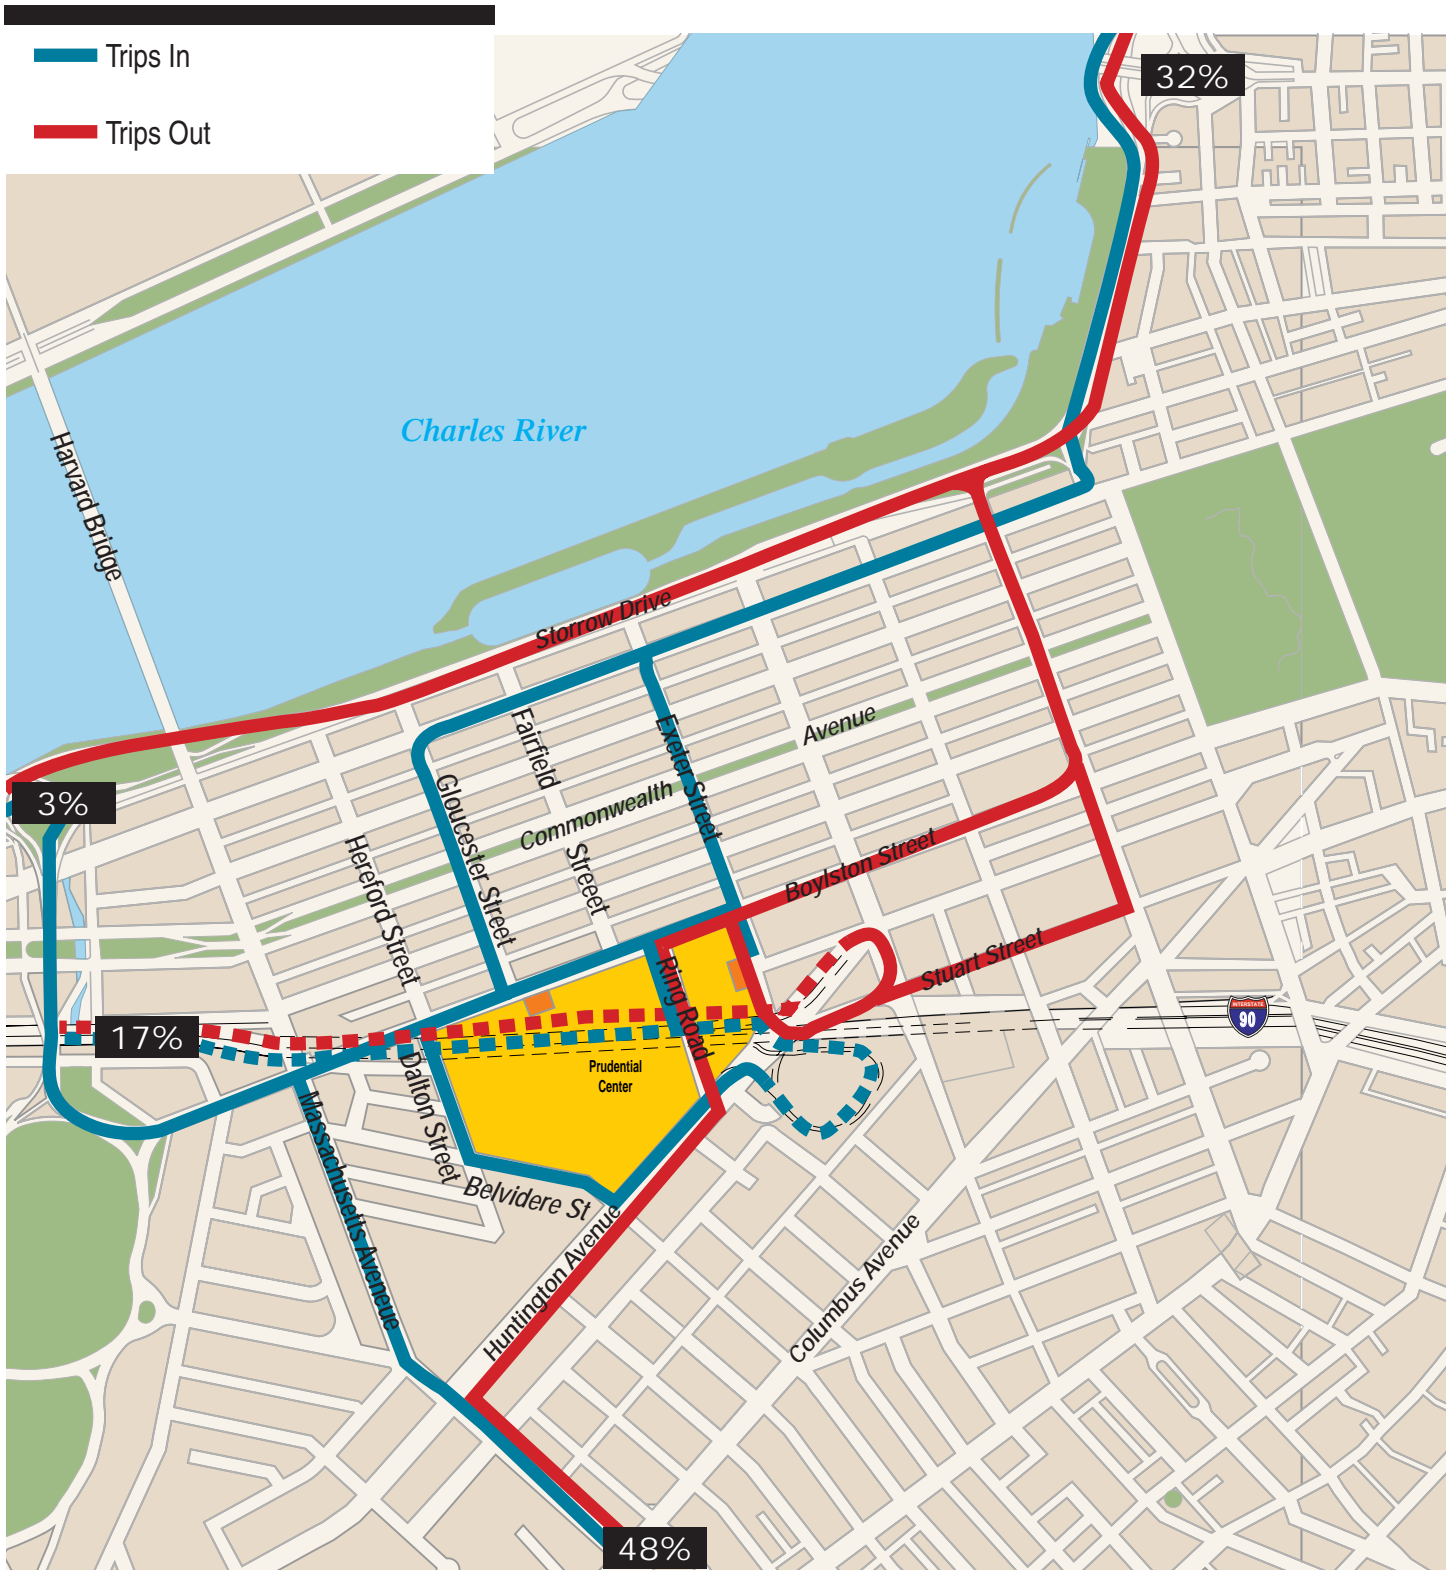 Trips In
Trips Out
32%
Charles River
Harvard Bridge
Storrow Drive
Fairfield
Streeet
Exeter Street
Avenue
Commonwealth
Gloucester Street
Hereford Street
3%
Boylston Street
Stuart Street
Ring Road
17%
INTERSTATE
90
Prudential
Center
Dalton Street
Massachusetts Aveneue
Belvidere St
Huntington Avenue
Columbus Avenue
48%